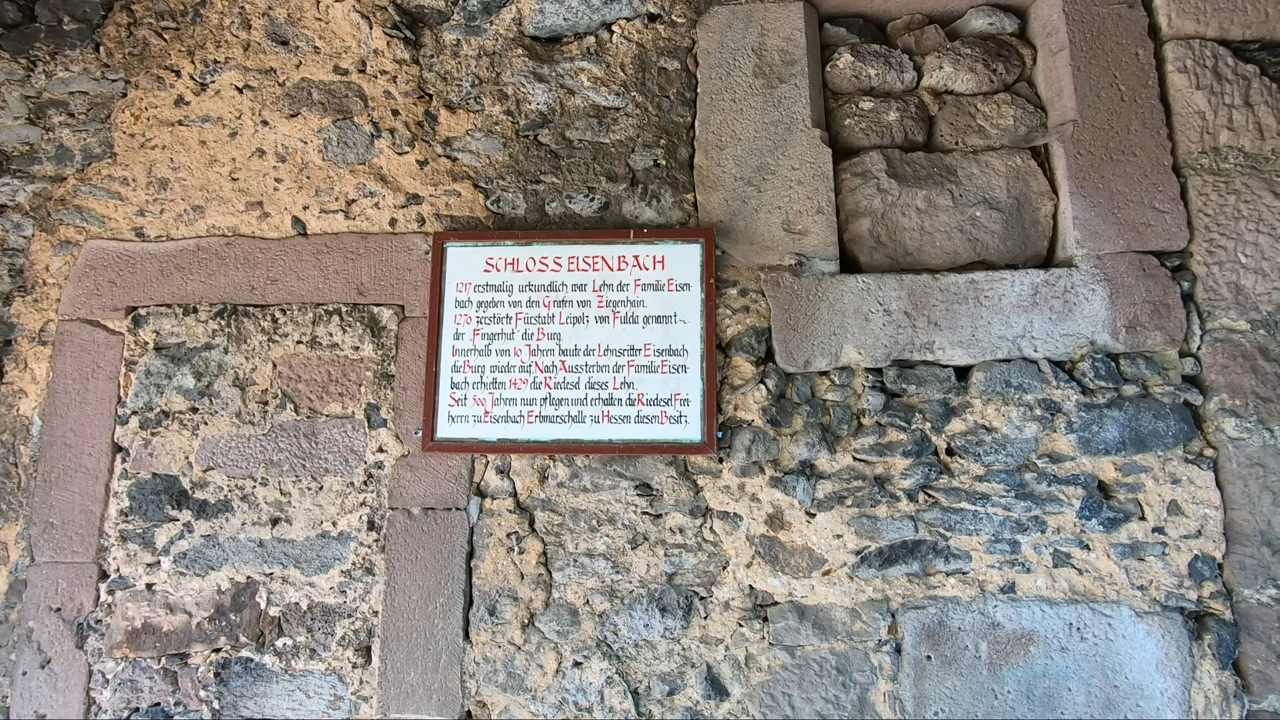 SCHLOSS EISENBACH
1217 erstmalig urkundlich war Lehn der Familie Eisen-
bach gegeben von den Grafen von Ziegenhain.
1270 zerstörte Fürstabt Leipolz von Fulda genannt~
der „Fingerhut" die Burg.
Innerhalb von 10 Jahren baute der Lehnsritter Eisenbach
die Burg wieder auf. Nach Aussterben der Familie Eisen-
bach erhielten 1429 die Riedesel dieses Lehn.
Seit 500 Jahren nun pflegen und erhalten die Riedesel Frei-
herrn zu Eisenbach Erbmarschalle zu Hessen diesen Besitz.